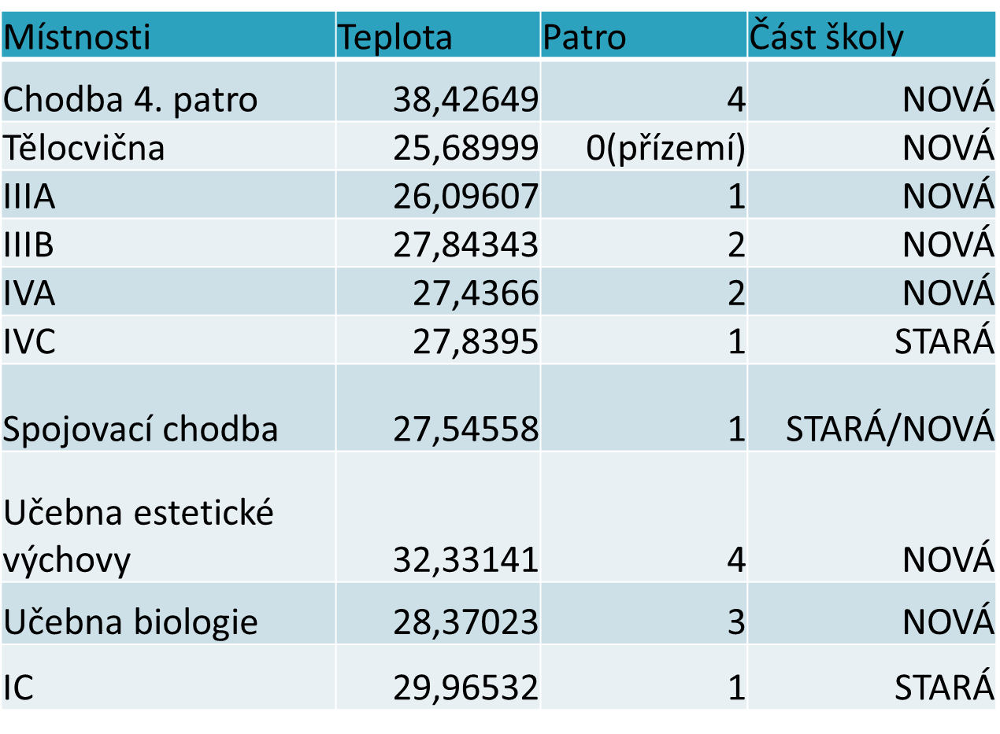 Místnosti Teplota Patro Část školy
Chodba 4. patro 38,42649 4 NOVÁ
Tělocvična 25,68999 0(přízemí) NOVÁ
IIIA 26,09607 1 NOVÁ
IIIB 27,84343 2 NOVÁ
IVA 27,4366 2 NOVÁ
IVC 27,8395 1 STARÁ
Spojovací chodba 27,54558 1 STARÁ/NOVÁ
Učebna estetické
výchovy 32,33141 4 NOVÁ
Učebna biologie 28,37023 3 NOVÁ
IC 29,96532 1 STARÁ